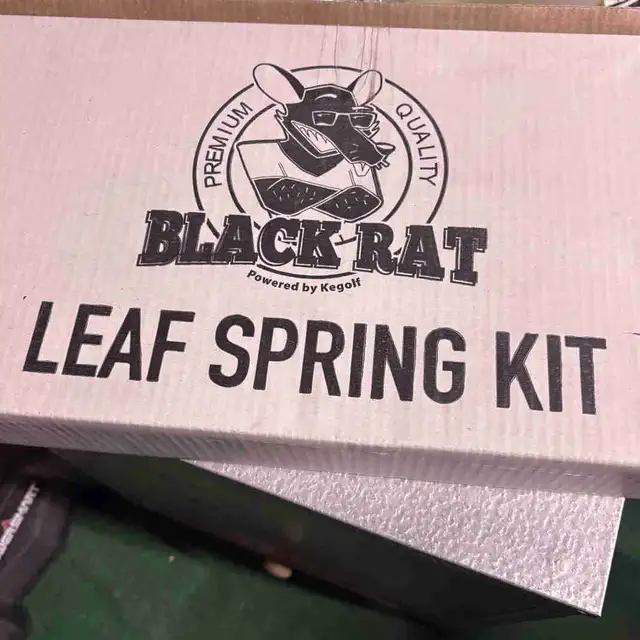 PREMIUM QUALITY
BLACK RAT
Powered by Kegolf
LEAF SPRING KIT